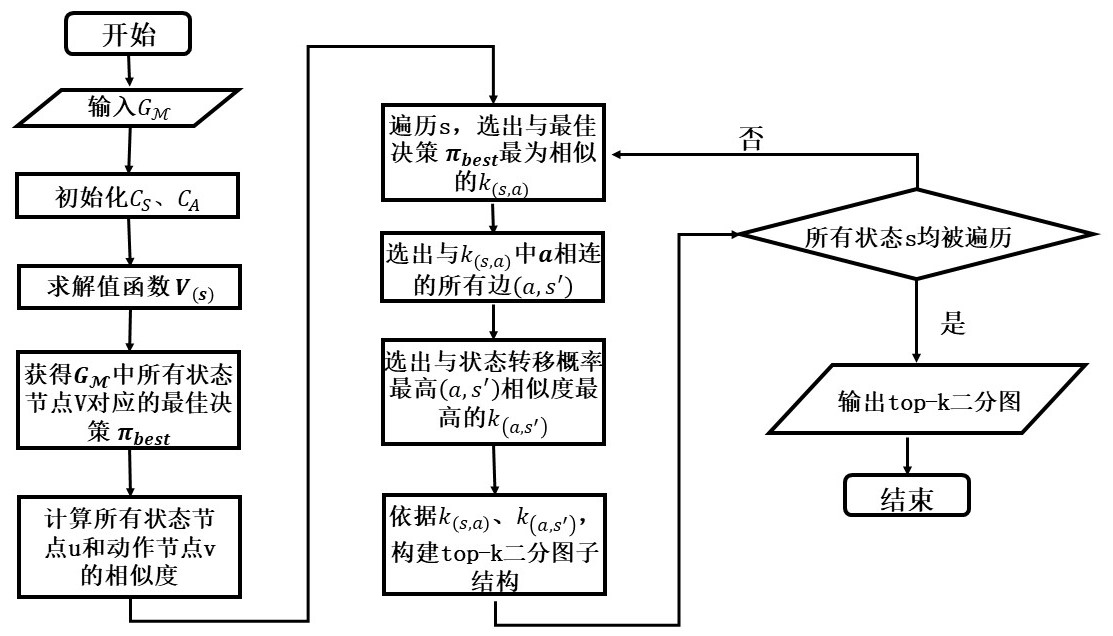 开始
输入G_ℳ
初始化C_S、C_A
求解值函数 V_(s)
获得G_ℳ中所有状态
节点V对应的最佳决
策 π_best
计算所有状态节
点u和动作节点v
的相似度
遍历s，选出与最佳
决策 π_best最为相似
的k_(s,a)
选出与k_(s,a)中a相连
的所有边(a, s′)
选出与状态转移概率
最高(a, s′)相似度最
高的k_(a,s′)
依据k_(s,a)、k_(a,s′)，
构建top-k二分图子
结构
否
所有状态s均被遍历
是
输出top-k二分图
结束